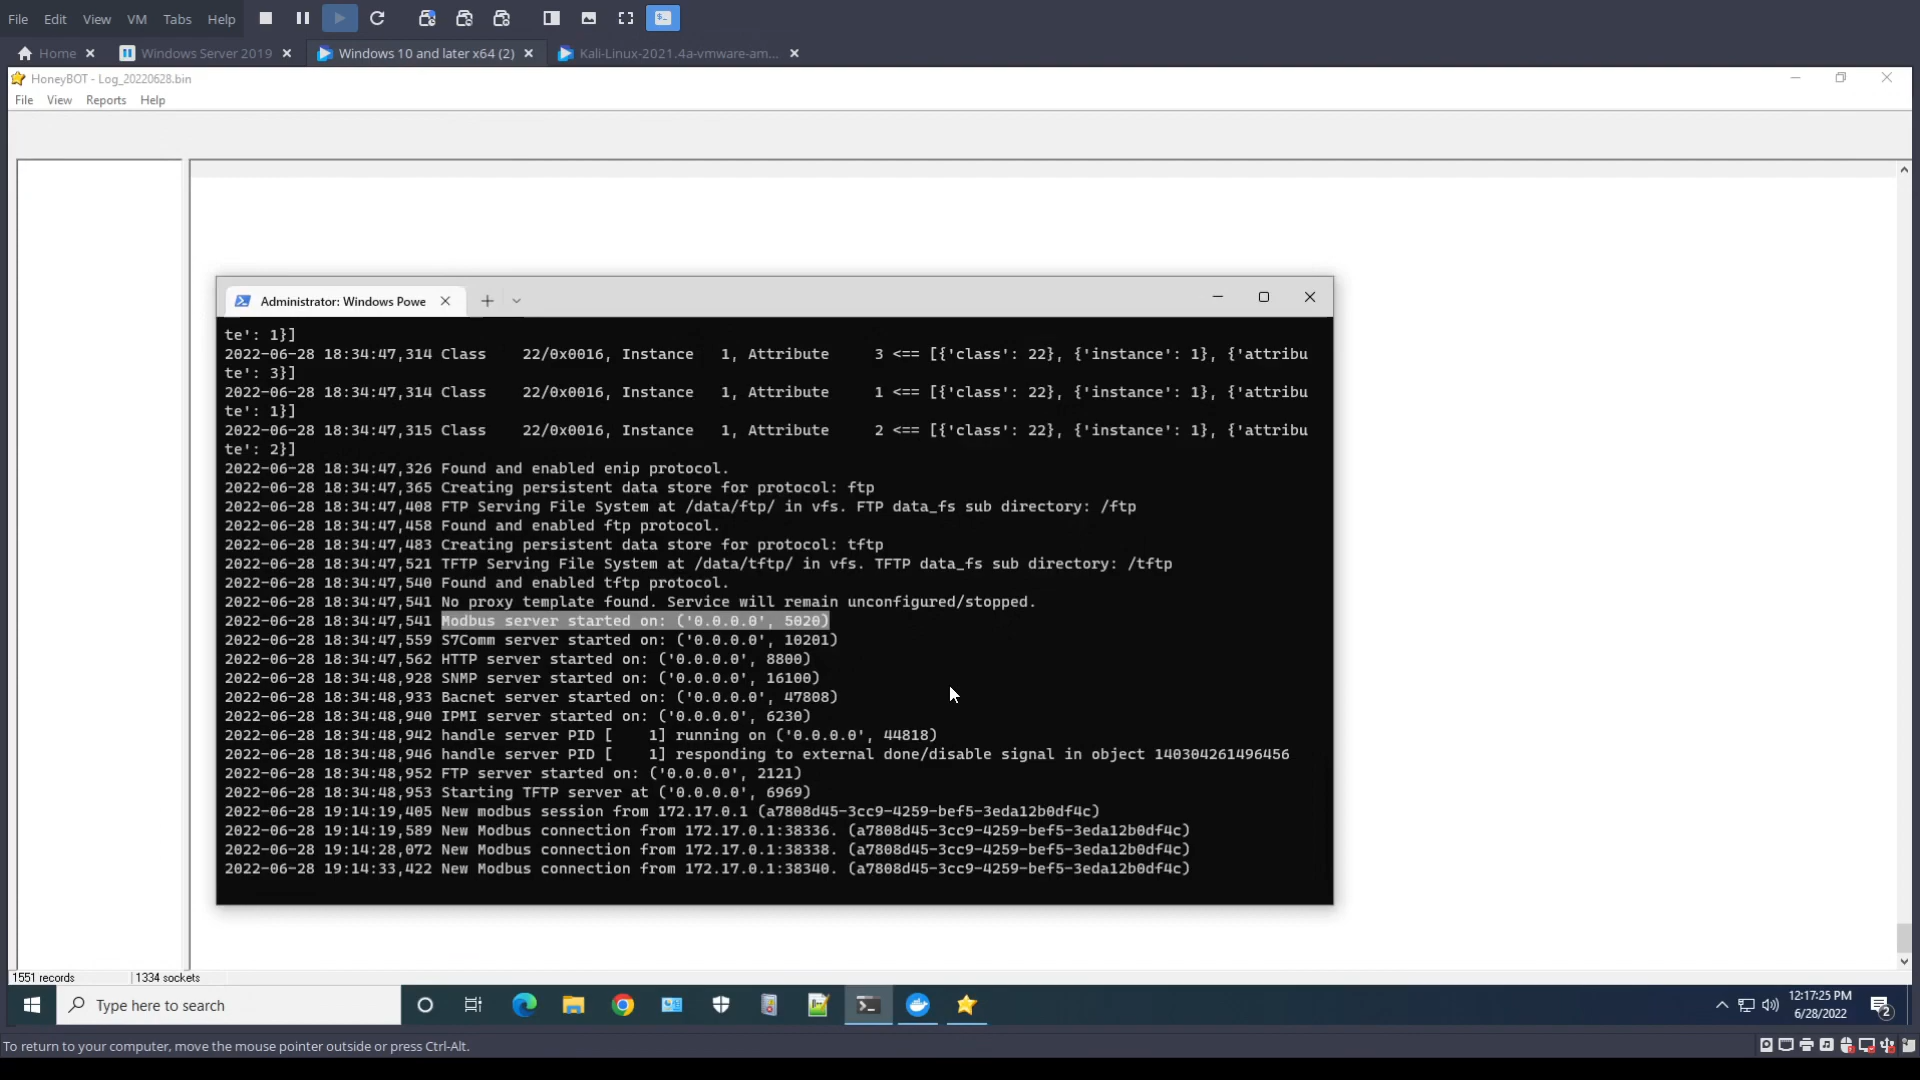 File Edit View VM Tabs Help
Home Windows Server 2019 Windows 10 and later x64 (2) Kali-Linux-2021.4a-vmware-am...
HoneyBOT - Log_20220628.bin
File View Reports Help
Administrator: Windows Powe
te': 1}]
2022-06-28 18:34:47,314 Class    22/0x0016, Instance   1, Attribute     3 <== [{'class': 22}, {'instance': 1}, {'attribu
te': 3}]
2022-06-28 18:34:47,314 Class    22/0x0016, Instance   1, Attribute     1 <== [{'class': 22}, {'instance': 1}, {'attribu
te': 1}]
2022-06-28 18:34:47,315 Class    22/0x0016, Instance   1, Attribute     2 <== [{'class': 22}, {'instance': 1}, {'attribu
te': 2}]
2022-06-28 18:34:47,326 Found and enabled enip protocol.
2022-06-28 18:34:47,365 Creating persistent data store for protocol: ftp
2022-06-28 18:34:47,408 FTP Serving File System at /data/ftp/ in vfs. FTP data_fs sub directory: /ftp
2022-06-28 18:34:47,458 Found and enabled ftp protocol.
2022-06-28 18:34:47,483 Creating persistent data store for protocol: tftp
2022-06-28 18:34:47,521 TFTP Serving File System at /data/tftp/ in vfs. TFTP data_fs sub directory: /tftp
2022-06-28 18:34:47,540 Found and enabled tftp protocol.
2022-06-28 18:34:47,541 No proxy template found. Service will remain unconfigured/stopped.
2022-06-28 18:34:47,541 Modbus server started on: ('0.0.0.0', 5020)
2022-06-28 18:34:47,559 S7Comm server started on: ('0.0.0.0', 10201)
2022-06-28 18:34:47,562 HTTP server started on: ('0.0.0.0', 8800)
2022-06-28 18:34:48,928 SNMP server started on: ('0.0.0.0', 16100)
2022-06-28 18:34:48,933 Bacnet server started on: ('0.0.0.0', 47808)
2022-06-28 18:34:48,940 IPMI server started on: ('0.0.0.0', 6230)
2022-06-28 18:34:48,942 handle server PID [    1] running on ('0.0.0.0', 44818)
2022-06-28 18:34:48,946 handle server PID [    1] responding to external done/disable signal in object 140304261496456
2022-06-28 18:34:48,952 FTP server started on: ('0.0.0.0', 2121)
2022-06-28 18:34:48,953 Starting TFTP server at ('0.0.0.0', 6969)
2022-06-28 19:14:19,405 New modbus session from 172.17.0.1 (a7808d45-3cc9-4259-bef5-3eda12b0df4c)
2022-06-28 19:14:19,589 New Modbus connection from 172.17.0.1:38336. (a7808d45-3cc9-4259-bef5-3eda12b0df4c)
2022-06-28 19:14:28,072 New Modbus connection from 172.17.0.1:38338. (a7808d45-3cc9-4259-bef5-3eda12b0df4c)
2022-06-28 19:14:33,422 New Modbus connection from 172.17.0.1:38340. (a7808d45-3cc9-4259-bef5-3eda12b0df4c)
1551 records 1334 sockets
Type here to search
12:17:25 PM
6/28/2022
2
To return to your computer, move the mouse pointer outside or press Ctrl-Alt.